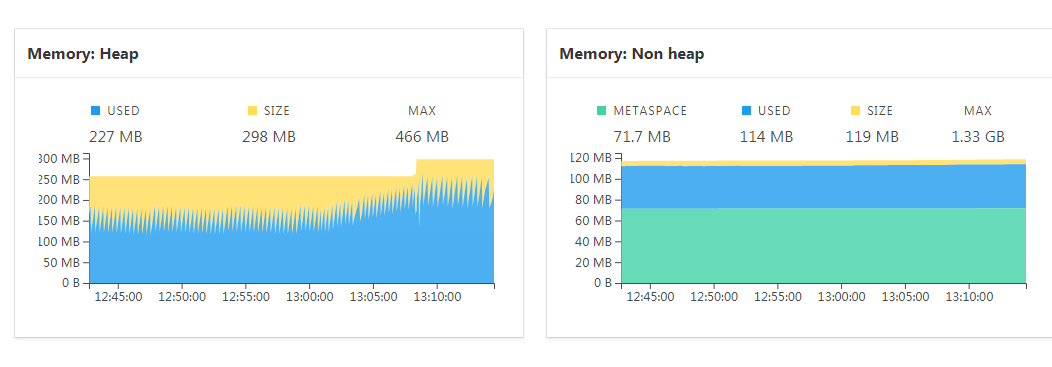 Memory: Heap
USED SIZE MAX
227 MB 298 MB 466 MB
300 MB
250 MB
200 MB
150 MB
100 MB
50 MB
0 B
12:45:00 12:50:00 12:55:00 13:00:00 13:05:00 13:10:00
Memory: Non heap
METASPACE USED SIZE MAX
71.7 MB 114 MB 119 MB 1.33 GB
120 MB
100 MB
80 MB
60 MB
40 MB
20 MB
0 B
12:45:00 12:50:00 12:55:00 13:00:00 13:05:00 13:10:00